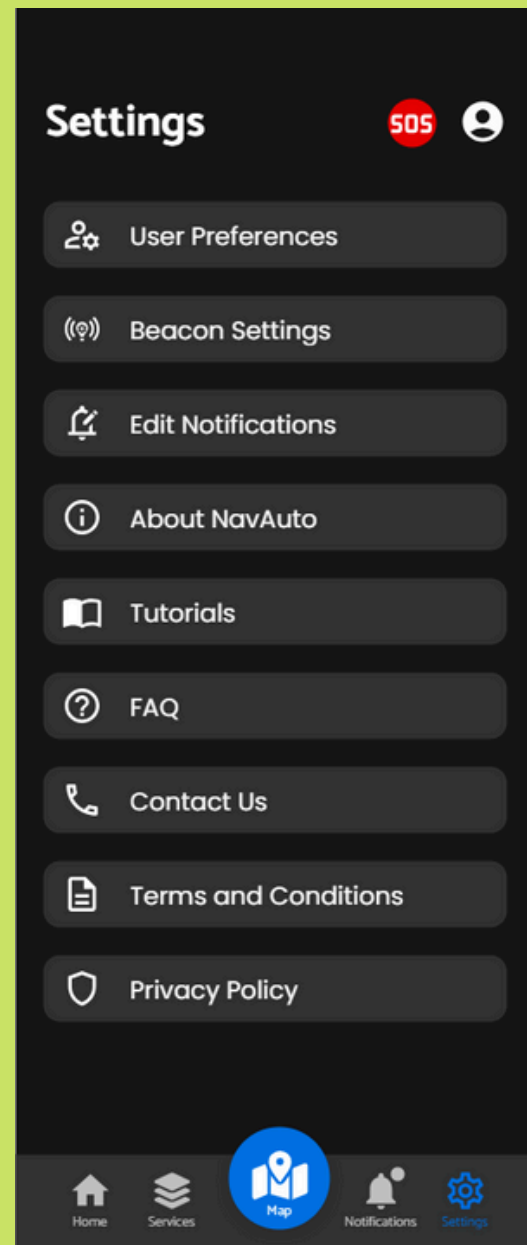 Settings
SOS
User Preferences
Beacon Settings
Edit Notifications
About NavAuto
Tutorials
FAQ
Contact Us
Terms and Conditions
Privacy Policy
Home
Services
Map
Notifications
Settings